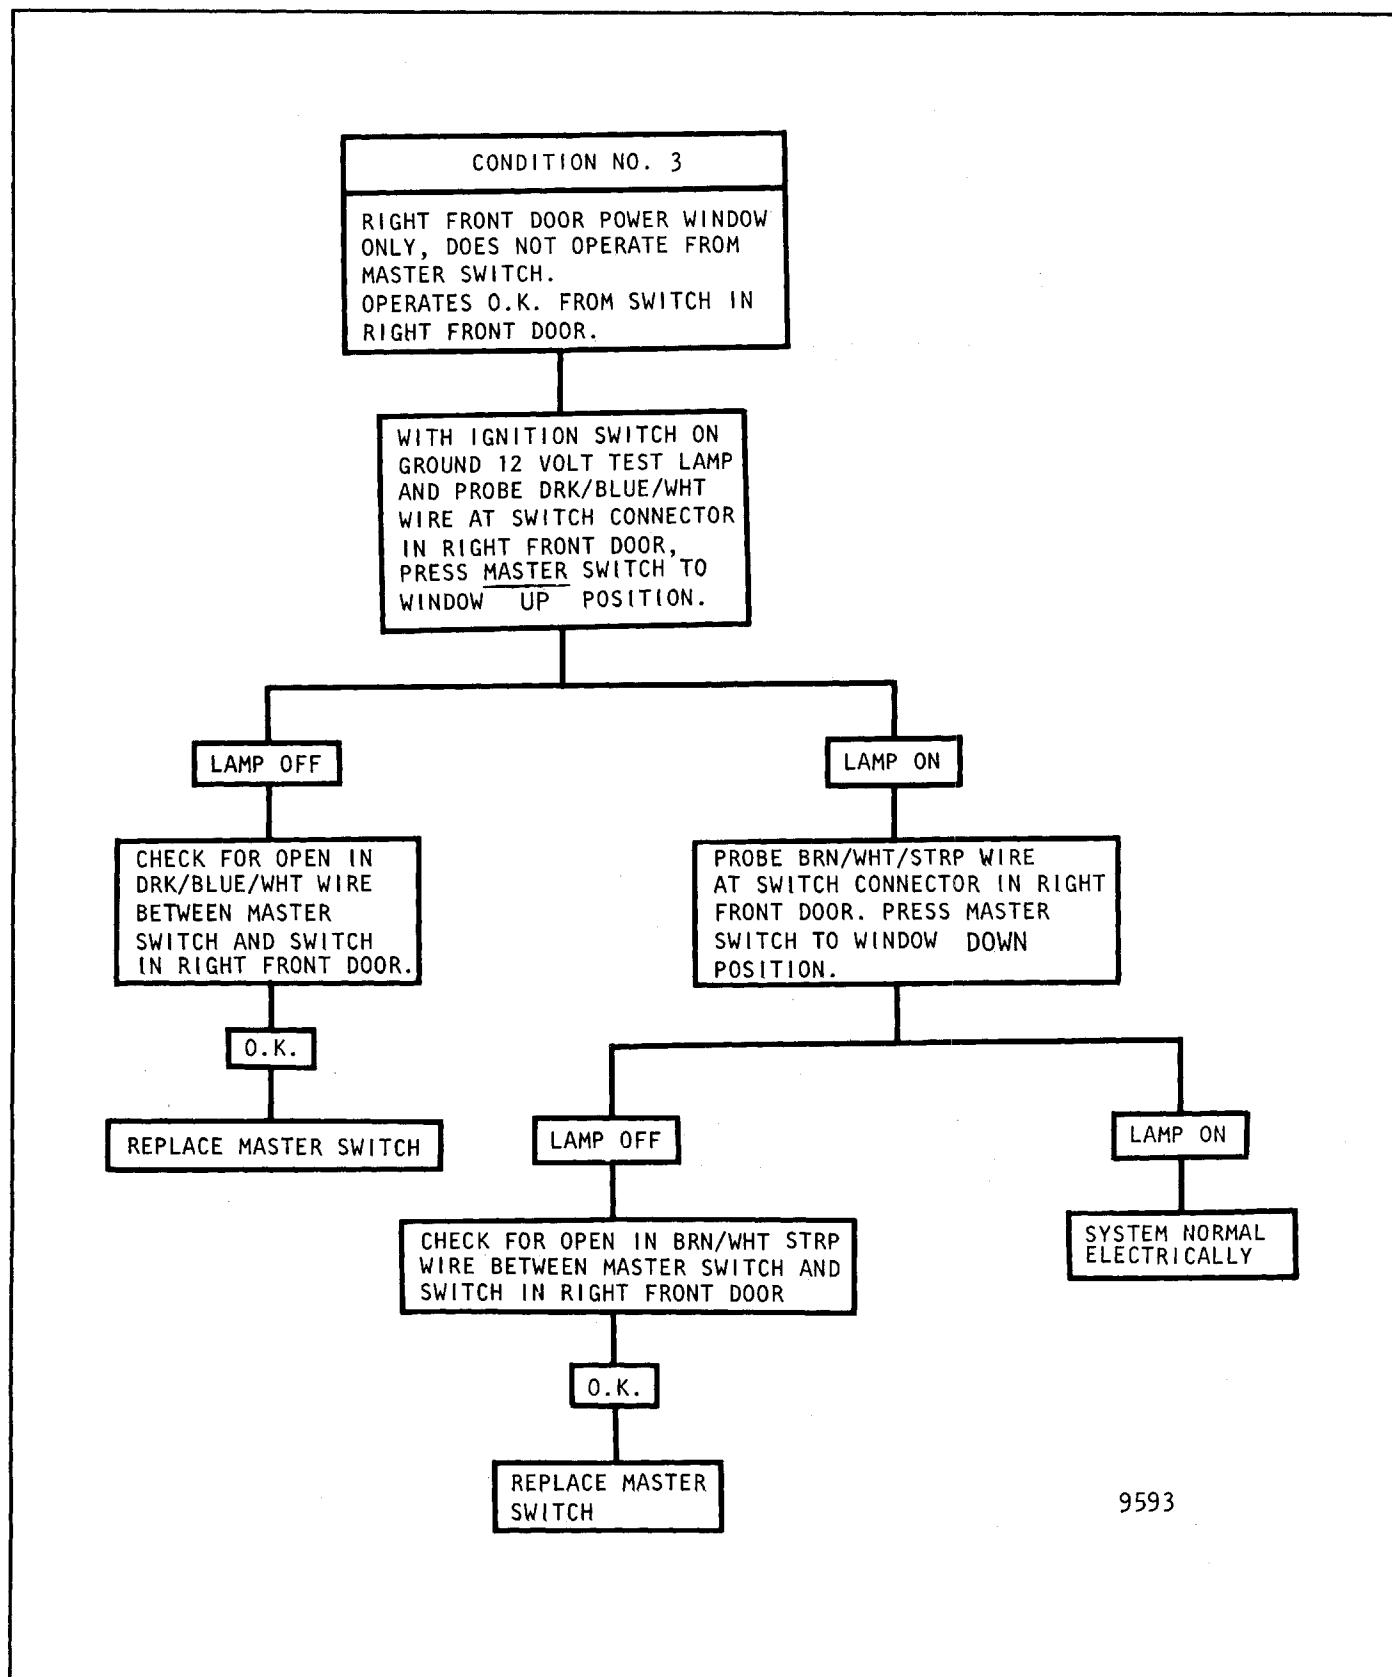 CONDITION NO. 3
RIGHT FRONT DOOR POWER WINDOW
ONLY, DOES NOT OPERATE FROM
MASTER SWITCH.
OPERATES O.K. FROM SWITCH IN
RIGHT FRONT DOOR.
WITH IGNITION SWITCH ON
GROUND 12 VOLT TEST LAMP
AND PROBE DRK/BLUE/WHT
WIRE AT SWITCH CONNECTOR
IN RIGHT FRONT DOOR,
PRESS MASTER SWITCH TO
WINDOW UP POSITION.
LAMP OFF
LAMP ON
CHECK FOR OPEN IN
DRK/BLUE/WHT WIRE
BETWEEN MASTER
SWITCH AND SWITCH
IN RIGHT FRONT DOOR.
PROBE BRN/WHT/STRP WIRE
AT SWITCH CONNECTOR IN RIGHT
FRONT DOOR. PRESS MASTER
SWITCH TO WINDOW DOWN
POSITION.
O.K.
REPLACE MASTER SWITCH
LAMP OFF
LAMP ON
CHECK FOR OPEN IN BRN/WHT STRP
WIRE BETWEEN MASTER SWITCH AND
SWITCH IN RIGHT FRONT DOOR
SYSTEM NORMAL
ELECTRICALLY
O.K.
REPLACE MASTER
SWITCH
9593